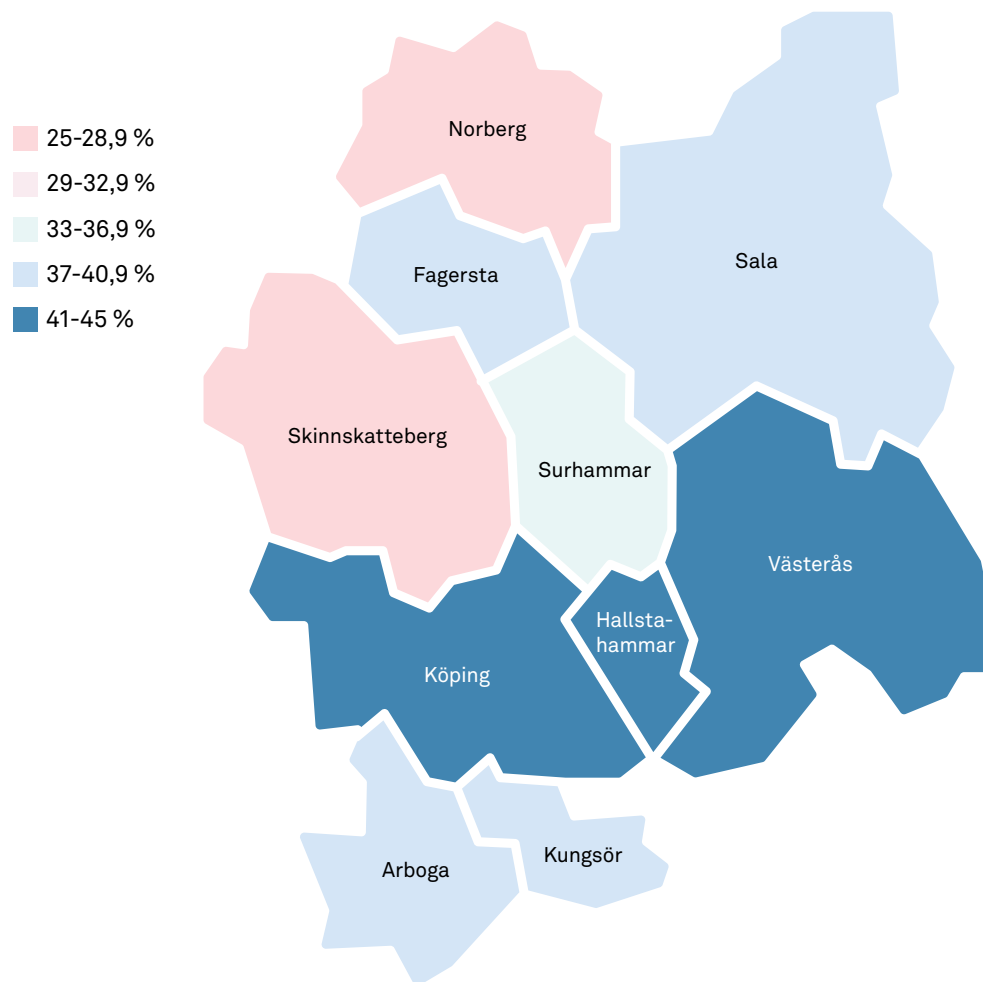 25-28,9 %
29-32,9 %
33-36,9 %
37-40,9 %
41-45 %
Norberg
Fagersta
Sala
Skinnskatteberg
Surhammar
Västerås
Hallsta-
hammar
Köping
Arboga
Kungsör